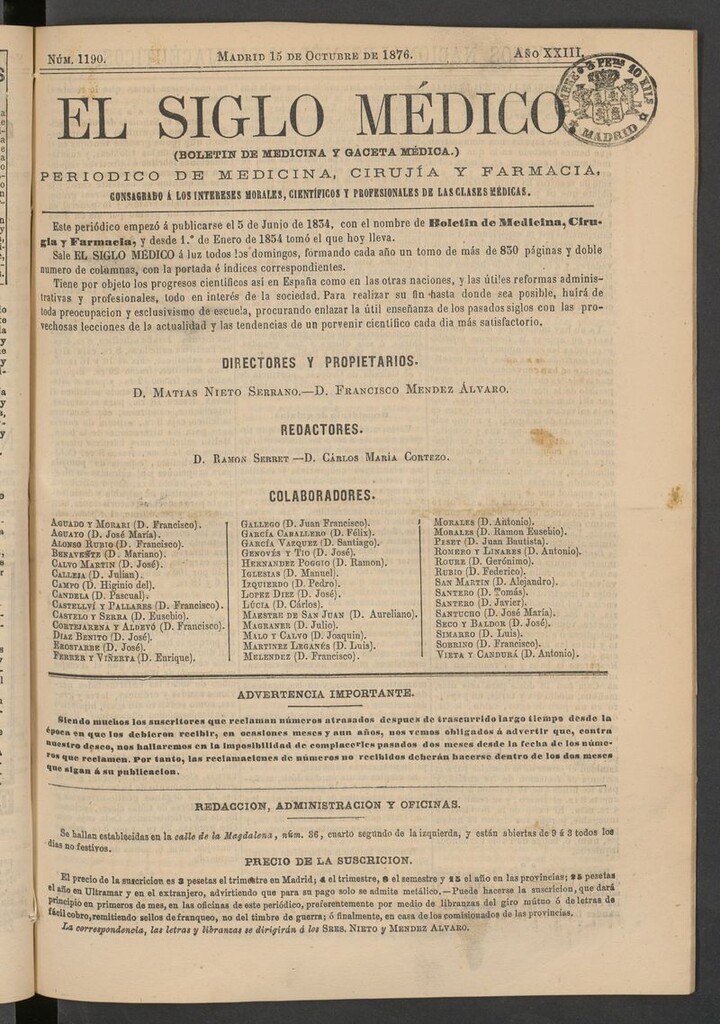 NÚM. 1190. MADRID 15 DE OCTUBRE DE 1876. AÑO XXIII.
EL SIGLO MÉDICO
(BOLETIN DE MEDICINA Y GACETA MÉDICA.)
PERIODICO DE MEDICINA, CIRUJÍA Y FARMACIA,
CONSAGRADO Á LOS INTERESES MORALES, CIENTÍFICOS Y PROFESIONALES DE LAS CLASES MÉDICAS.
MADRID
Este periódico empezó á publicarse el 5 de Junio de 1834, con el nombre de Boletin de Medicina, Ciru-
gía y Farmacia, y desde 1.º de Enero de 1854 tomó el que hoy lleva.
Sale EL SIGLO MÉDICO á luz todos los domingos, formando cada año un tomo de más de 830 páginas y doble
numero de columnas, con la portada é índices correspondientes.
Tiene por objeto los progresos científicos así en España como en las otras naciones, y las útiles reformas adminis-
trativas y profesionales, todo en interés de la sociedad. Para realizar su fin hasta donde sea posible, huirá de
toda preocupacion y esclusivismo de escuela, procurando enlazar la útil enseñanza de los pasados siglos con las pro-
vechosas lecciones de la actualidad y las tendencias de un porvenir científico cada dia más satisfactorio.
DIRECTORES Y PROPIETARIOS.
D. MATIAS NIETO SERRANO.—D. FRANCISCO MENDEZ ÁLVARO.
REDACTORES.
D. RAMON SERRET —D. CÁRLOS MARÍA CORTEZO.
COLABORADORES.
AGUADO Y MORARI (D. Francisco).
AGUAYO (D. José María).
ALONSO RUBIO (D. Francisco).
BENAVENTE (D. Mariano).
CALVO MARTIN (D. José).
CALLEJA (D. Julian).
CAMPO (D. Higinio del).
CANDELA (D. Pascual).
CASTELLVÍ Y PALLARES (D. Francisco).
CASTELO Y SERRA (D. Eusebio).
CORTEJARENA Y ALDEVÓ (D. Francisco).
DIAZ BENITO (D. José).
EROSTARBE (D. José).
FERRER Y VIÑERTA (D. Enrique).
GALLEGO (D. Juan Francisco).
GARCÍA CABALLERO (D. Félix).
GARCÍA VAZQUEZ (D. Santiago).
GENOVÉS Y TIO (D. José).
HERNANDEZ POGGIO (D. Ramon).
IGLESIAS (D. Manuel).
IZQUIERDO (D. Pedro).
LOPEZ DIEZ (D. José).
LÚCIA (D. Cárlos).
MAESTRE DE SAN JUAN (D. Aureliano).
MAGRANER (D. Julio).
MALO Y CALVO (D. Joaquin).
MARTINEZ LEGANÉS (D. Luis).
MELENDEZ (D. Francisco).
MORALES (D. Antonio).
MORALES (D. Ramon Eusebio).
PESET (D. Juan Bautista).
ROMERO Y LINARES (D. Antonio).
ROURE (D. Gerónimo).
RUBIO (D. Federico).
SAN MARTIN (D. Alejandro).
SANTERO (D. Tomás).
SANTERO (D. Javier).
SANTUCHO (D. José María).
SECO Y BALDOR (D. José).
SIMARRO (D. Luis).
SOBRINO (D. Francisco).
VIETA Y CANDURÁ (D. Antonio).
ADVERTENCIA IMPORTANTE.
Siendo muchos los suscritores que reclaman números atrasados despues de trascurrido largo tiempo desde la
época en que los debieron recibir, en ocasiones meses y aun años, nos vemos obligados á advertir que, contra
nuestro deseo, nos hallaremos en la imposibilidad de complacerles pasados dos meses desde la fecha de los núme-
ros que reclamen. Por tanto, las reclamaciones de números no recibidos deberán hacerse dentro de los dos meses
que sigan á su publicacion.
REDACCION, ADMINISTRACION Y OFICINAS.
Se hallan establecidas en la calle de la Magdalena, núm. 36, cuarto segundo de la izquierda, y están abiertas de 9 á 3 todos los
dias no festivos.
PRECIO DE LA SUSCRICION.
El precio de la suscricion es 3 pesetas el trimestre en Madrid; 4 el trimestre, 8 el semestre y 15 el año en las provincias; 25 pesetas
el año en Ultramar y en el extranjero, advirtiendo que para su pago solo se admite metálico.—Puede hacerse la suscricion, que dará
principio en primeros de mes, en las oficinas de este periódico, preferentemente por medio de libranzas del giro mútuo ó de letras de
fácil cobro, remitiendo sellos de franqueo, no del timbre de guerra; ó finalmente, en casa de los comisionados de las provincias.
La correspondencia, las letras y libranzas se dirigirán á los SRES. NIETO y MENDEZ ALVARO.